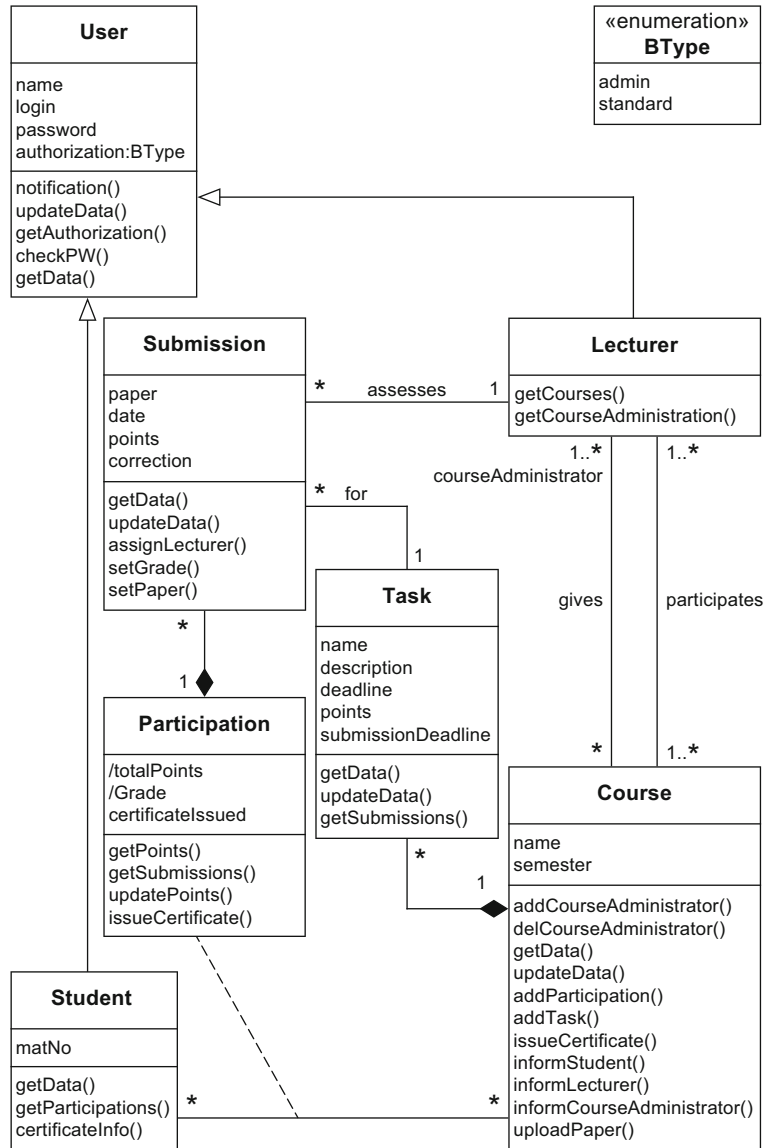 User
name
login
password
authorization:BType
notification()
updateData()
getAuthorization()
checkPW()
getData()
«enumeration»
BType
admin
standard
Submission
paper
date
points
correction
getData()
updateData()
assignLecturer()
setGrade()
setPaper()
* assesses 1
Lecturer
getCourses()
getCourseAdministration()
1..*
courseAdministrator
1..*
* for
1
gives
participates
*
1..*
Task
name
description
deadline
points
submissionDeadline
getData()
updateData()
getSubmissions()
*
1
*
1
Participation
/totalPoints
/Grade
certificateIssued
getPoints()
getSubmissions()
updatePoints()
issueCertificate()
Course
name
semester
addCourseAdministrator()
delCourseAdministrator()
getData()
updateData()
addParticipation()
addTask()
issueCertificate()
informStudent()
informLecturer()
informCourseAdministrator()
uploadPaper()
Student
matNo
getData()
getParticipations()
certificateInfo()
*
*